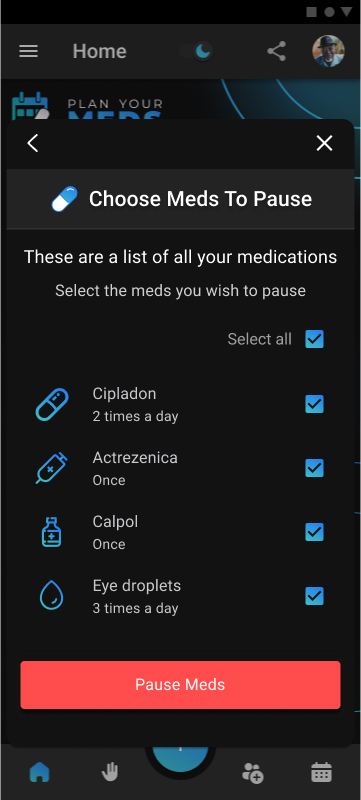 Home
PLAN YOUR
MEDS
Choose Meds To Pause
These are a list of all your medications
Select the meds you wish to pause
Select all
Cipladon
2 times a day
Actrezenica
Once
Calpol
Once
Eye droplets
3 times a day
Pause Meds